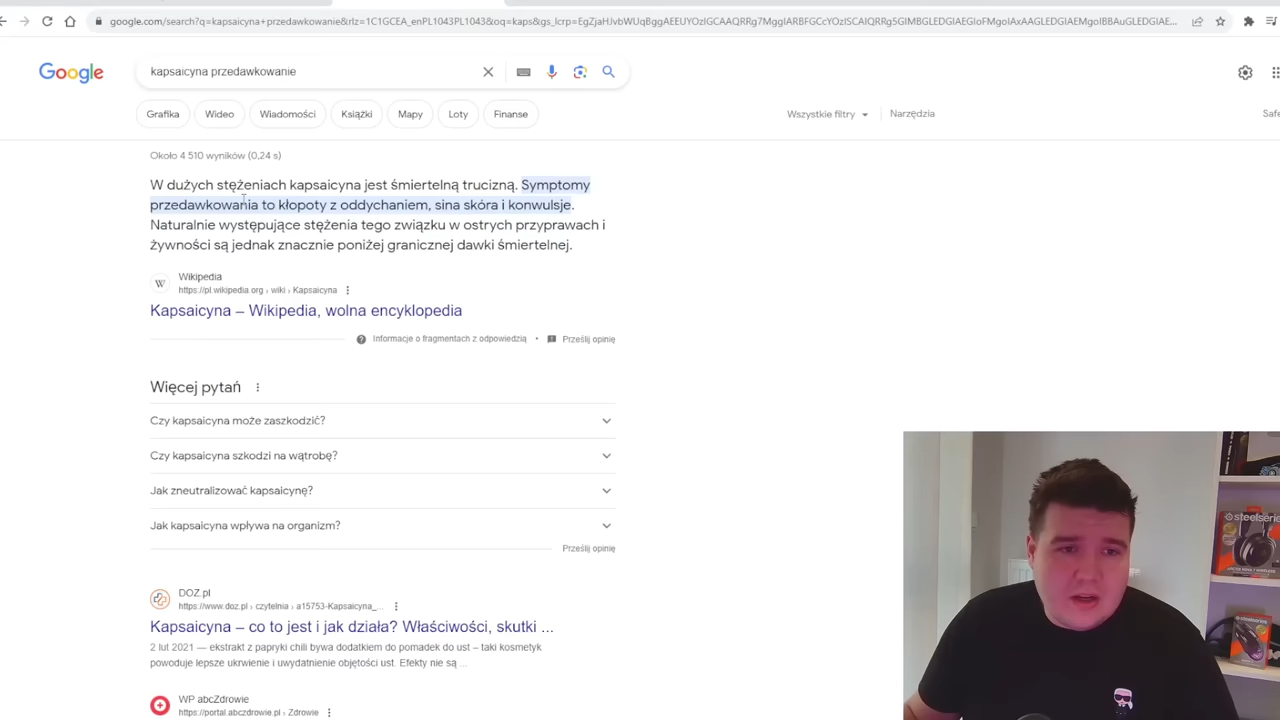 google.com/search?q=kapsaicyna+przedawkowanie&rlz=1C1GCEA_enPL1043PL1043&oq=kaps&gs_lcrp=
Google
kapsaicyna przedawkowanie
Grafika
Wideo
Wiadomości
Książki
Mapy
Loty
Finanse
Wszystkie filtry
Narzędzia
Safe
Około 4 510 wyników (0,24 s)
W dużych stężeniach kapsaicyna jest śmiertelną trucizną. Symptomy
przedawkowania to kłopoty z oddychaniem, sina skóra i konwulsje.
Naturalnie występujące stężenia tego związku w ostrych przyprawach i
żywności są jednak znacznie poniżej granicznej dawki śmiertelnej.
W
Wikipedia
https://pl.wikipedia.org › wiki › Kapsaicyna
Kapsaicyna – Wikipedia, wolna encyklopedia
Informacje o fragmentach z odpowiedzią • Prześlij opinię
Więcej pytań
Czy kapsaicyna może zaszkodzić?
Czy kapsaicyna szkodzi na wątrobę?
Jak zneutralizować kapsaicynę?
Jak kapsaicyna wpływa na organizm?
Prześlij opinię
DOZ.pl
https://www.doz.pl › czytelnia › a15753-Kapsaicyna_...
Kapsaicyna – co to jest i jak działa? Właściwości, skutki ...
2 lut 2021 — ekstrakt z papryki chili bywa dodatkiem do pomadek do ust – taki kosmetyk
powoduje lepsze ukrwienie i uwydatnienie objętości ust. Efekty nie są ...
WP abcZdrowie
https://portal.abczdrowie.pl › Zdrowie
steelseries